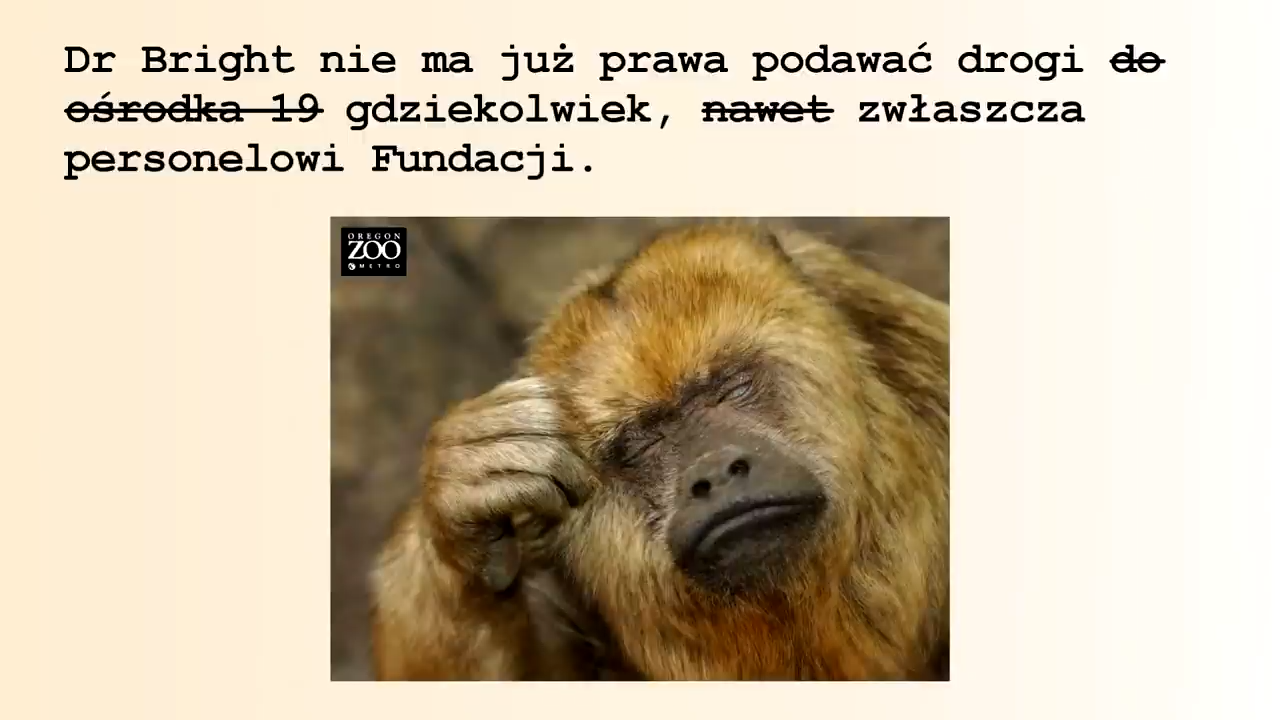 Dr Bright nie ma już prawa podawać drogi do
ośrodka 19 gdziekolwiek, nawet zwłaszcza
personelowi Fundacji.
OREGON
ZOO
METRO